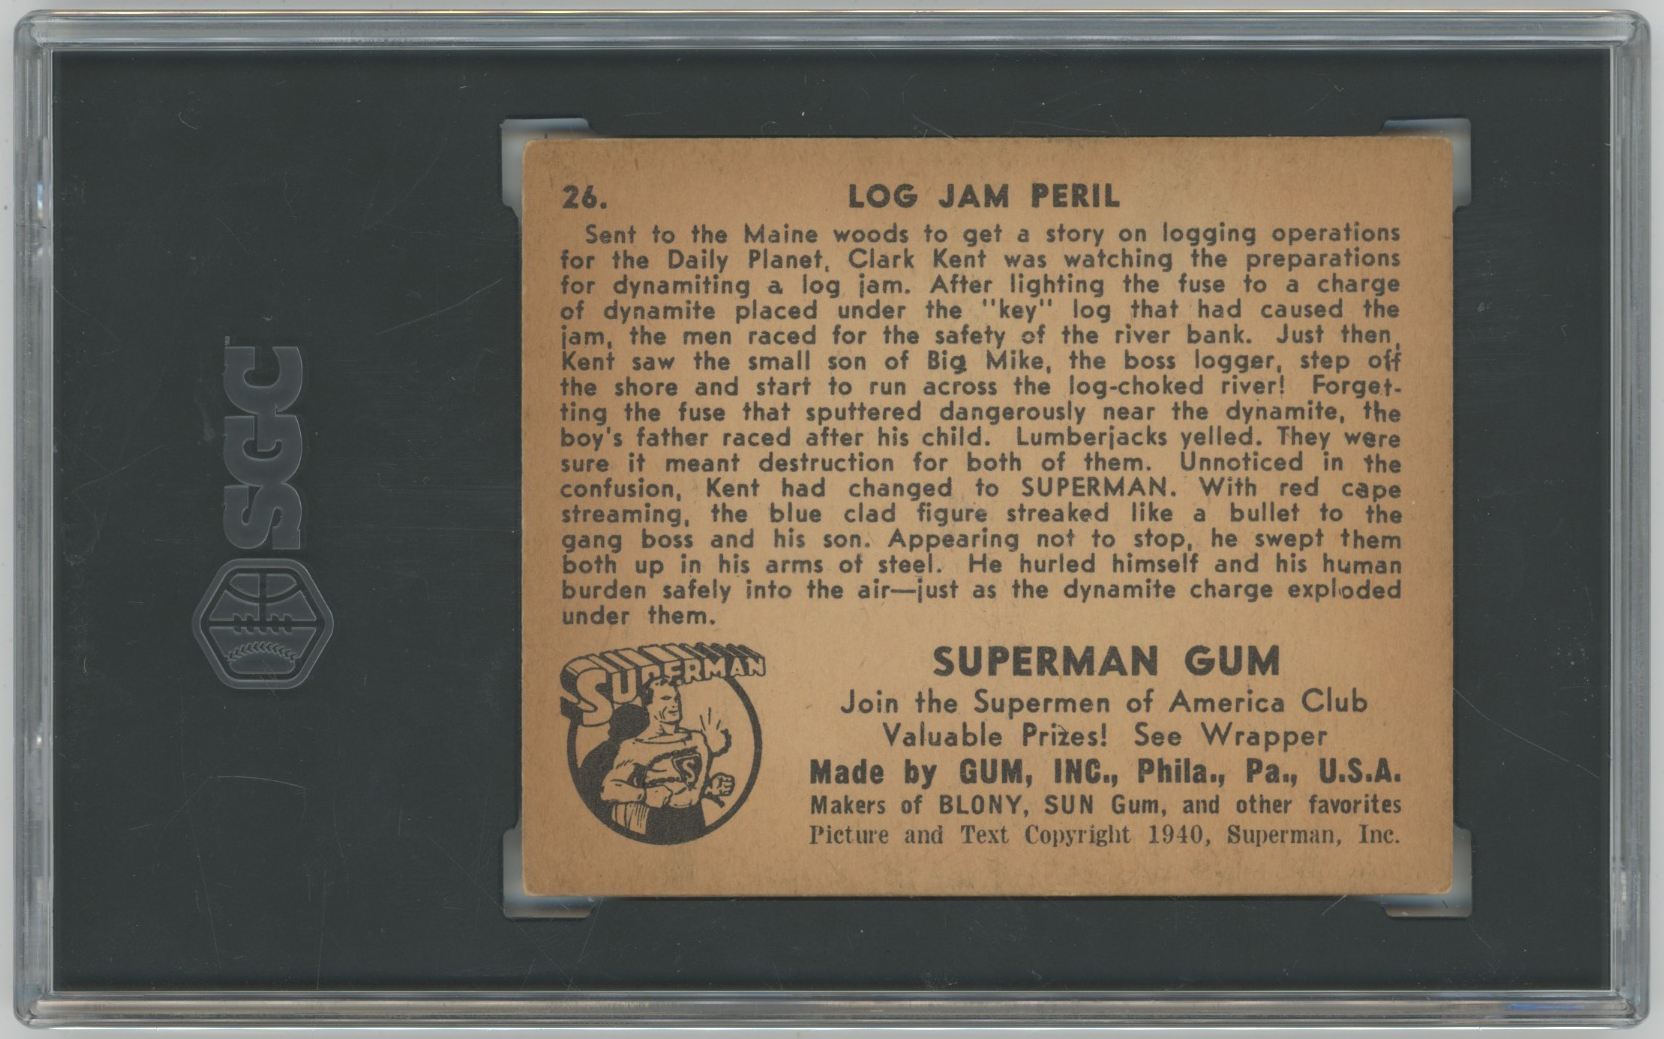 SGC
26.
LOG JAM PERIL
Sent to the Maine woods to get a story on logging operations
for the Daily Planet, Clark Kent was watching the preparations
for dynamiting a log jam. After lighting the fuse to a charge
of dynamite placed under the "key" log that had caused the
jam, the men raced for the safety of the river bank. Just then,
Kent saw the small son of Big Mike, the boss logger, step off
the shore and start to run across the log-choked river! Forget-
ting the fuse that sputtered dangerously near the dynamite, the
boy's father raced after his child. Lumberjacks yelled. They were
sure it meant destruction for both of them. Unnoticed in the
confusion, Kent had changed to SUPERMAN. With red cape
streaming, the blue clad figure streaked like a bullet to the
gang boss and his son. Appearing not to stop, he swept them
both up in his arms of steel. He hurled himself and his human
burden safely into the air—just as the dynamite charge exploded
under them.
SUPERMAN
S
SUPERMAN GUM
Join the Supermen of America Club
Valuable Prizes! See Wrapper
Made by GUM, INC., Phila., Pa., U.S.A.
Makers of BLONY, SUN Gum, and other favorites
Picture and Text Copyright 1940, Superman, Inc.